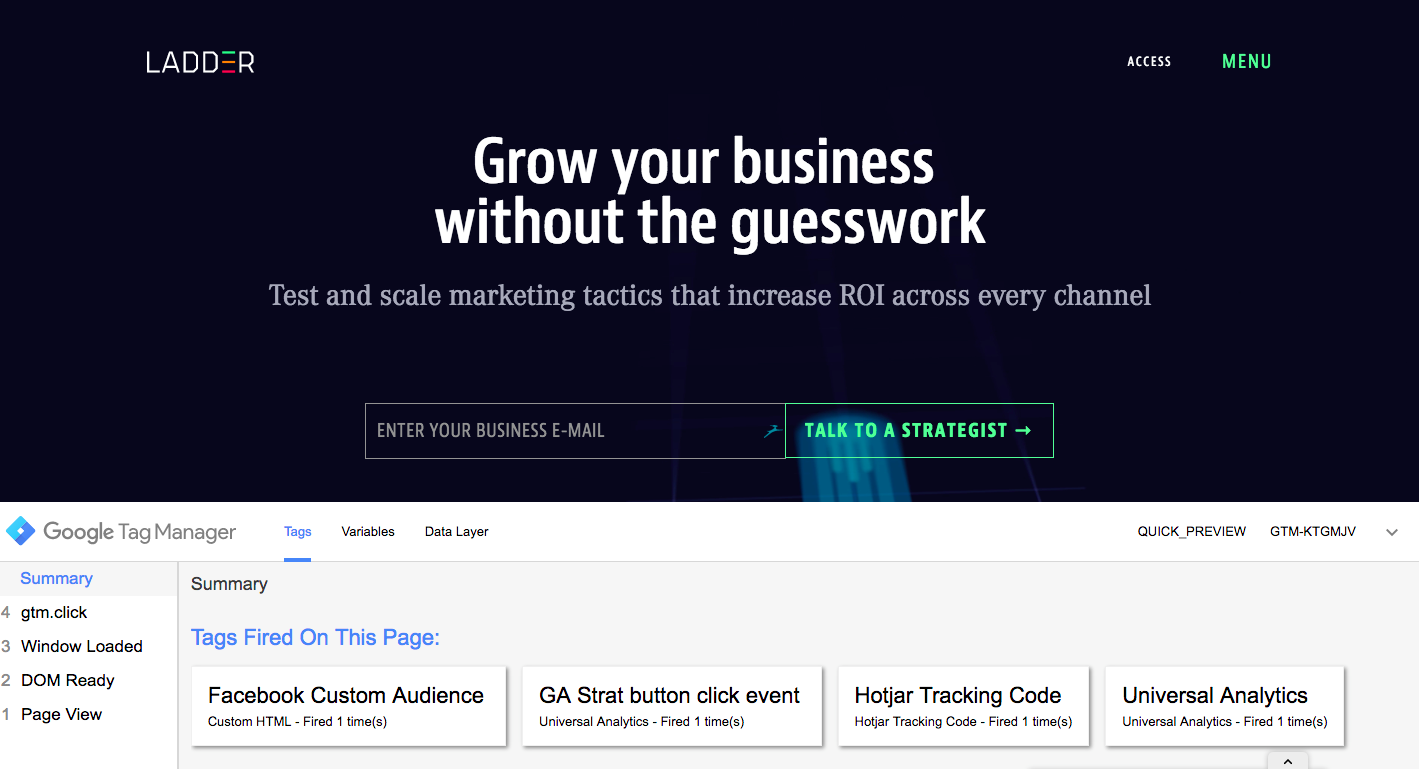 LADDER
ACCESS
MENU
Grow your business
without the guesswork
Test and scale marketing tactics that increase ROI across every channel
ENTER YOUR BUSINESS E-MAIL
TALK TO A STRATEGIST →
Google Tag Manager
Tags
Variables
Data Layer
QUICK_PREVIEW
GTM-KTGMJV
Summary
4 gtm.click
3 Window Loaded
2 DOM Ready
1 Page View
Summary
Tags Fired On This Page:
Facebook Custom Audience
Custom HTML - Fired 1 time(s)
GA Strat button click event
Universal Analytics - Fired 1 time(s)
Hotjar Tracking Code
Hotjar Tracking Code - Fired 1 time(s)
Universal Analytics
Universal Analytics - Fired 1 time(s)